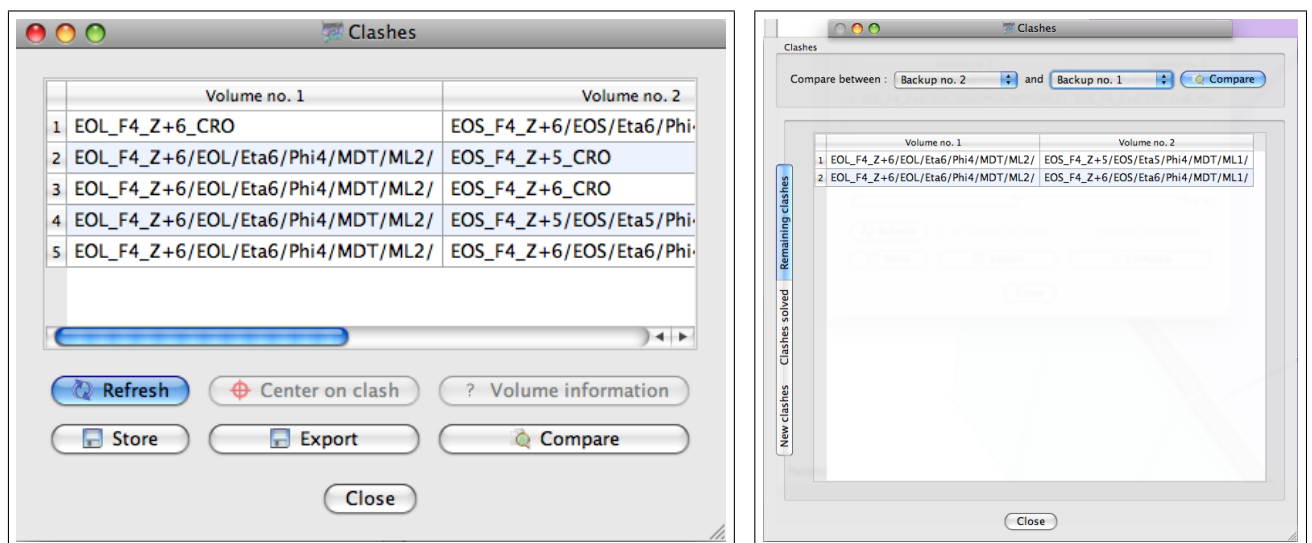 Clashes
Volume no. 1 Volume no. 2
1 EOL_F4_Z+6_CRO EOS_F4_Z+6/EOS/Eta6/Phi
2 EOL_F4_Z+6/EOL/Eta6/Phi4/MDT/ML2/ EOS_F4_Z+5_CRO
3 EOL_F4_Z+6/EOL/Eta6/Phi4/MDT/ML2/ EOS_F4_Z+6_CRO
4 EOL_F4_Z+6/EOL/Eta6/Phi4/MDT/ML2/ EOS_F4_Z+5/EOS/Eta5/Phi
5 EOL_F4_Z+6/EOL/Eta6/Phi4/MDT/ML2/ EOS_F4_Z+6/EOS/Eta6/Phi
Refresh Center on clash ? Volume information
Store Export Compare
Close
Clashes
Clashes
Compare between : Backup no. 2 and Backup no. 1 Compare
Remaining clashes
Clashes solved
New clashes
Volume no. 1 Volume no. 2
1 EOL_F4_Z+6/EOL/Eta6/Phi4/MDT/ML2/ EOS_F4_Z+5/EOS/Eta5/Phi4/MDT/ML1/
2 EOL_F4_Z+6/EOL/Eta6/Phi4/MDT/ML2/ EOS_F4_Z+6/EOS/Eta6/Phi4/MDT/ML1/
Close